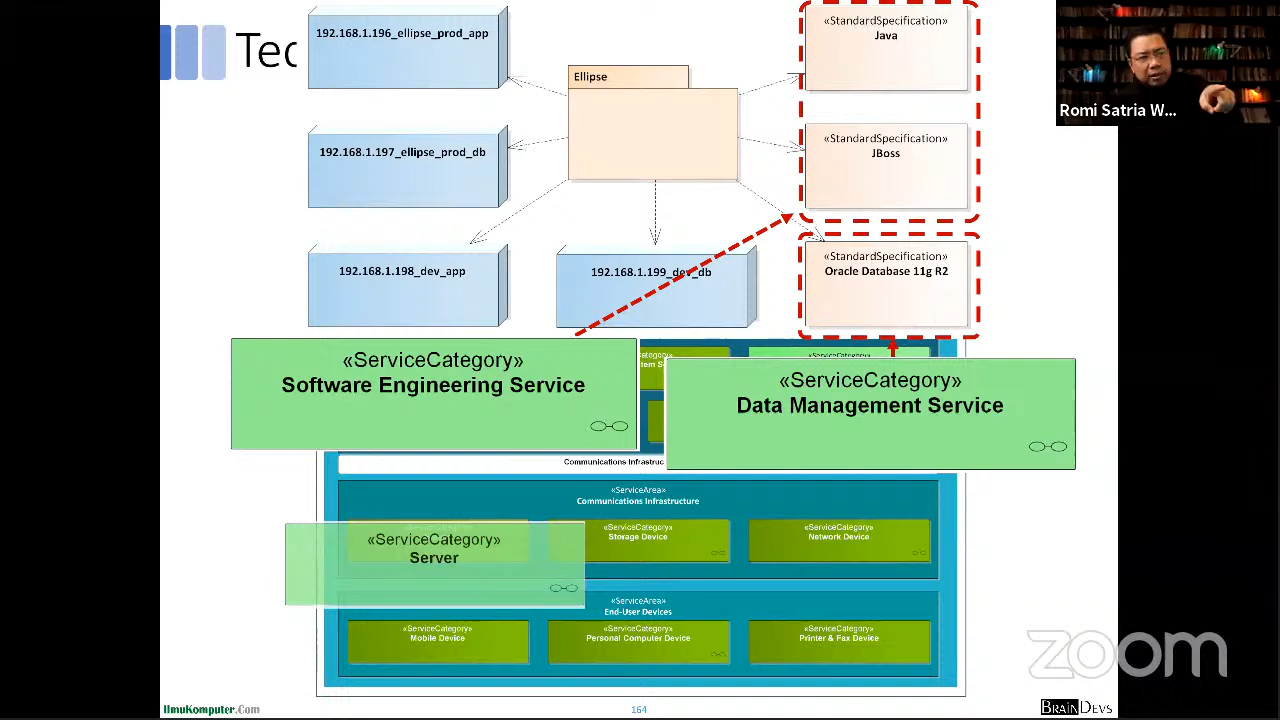 Tec
192.168.1.196_ellipse_prod_app
Ellipse
«StandardSpecification»
Java
Romi Satria W...
192.168.1.197_ellipse_prod_db
«StandardSpecification»
JBoss
192.168.1.198_dev_app
192.168.1.199_dev_db
«StandardSpecification»
Oracle Database 11g R2
«ServiceCategory»
Software Engineering Service
«ServiceCategory»
Data Management Service
«ServiceArea»
Communications Infrastructure
«ServiceCategory»
Server
«ServiceCategory»
Storage Device
«ServiceCategory»
Network Device
«ServiceArea»
End-User Devices
«ServiceCategory»
Mobile Device
«ServiceCategory»
Personal Computer Device
«ServiceCategory»
Printer & Fax Device
zoom
IlmuKomputer.Com
164
BRAINDEVS